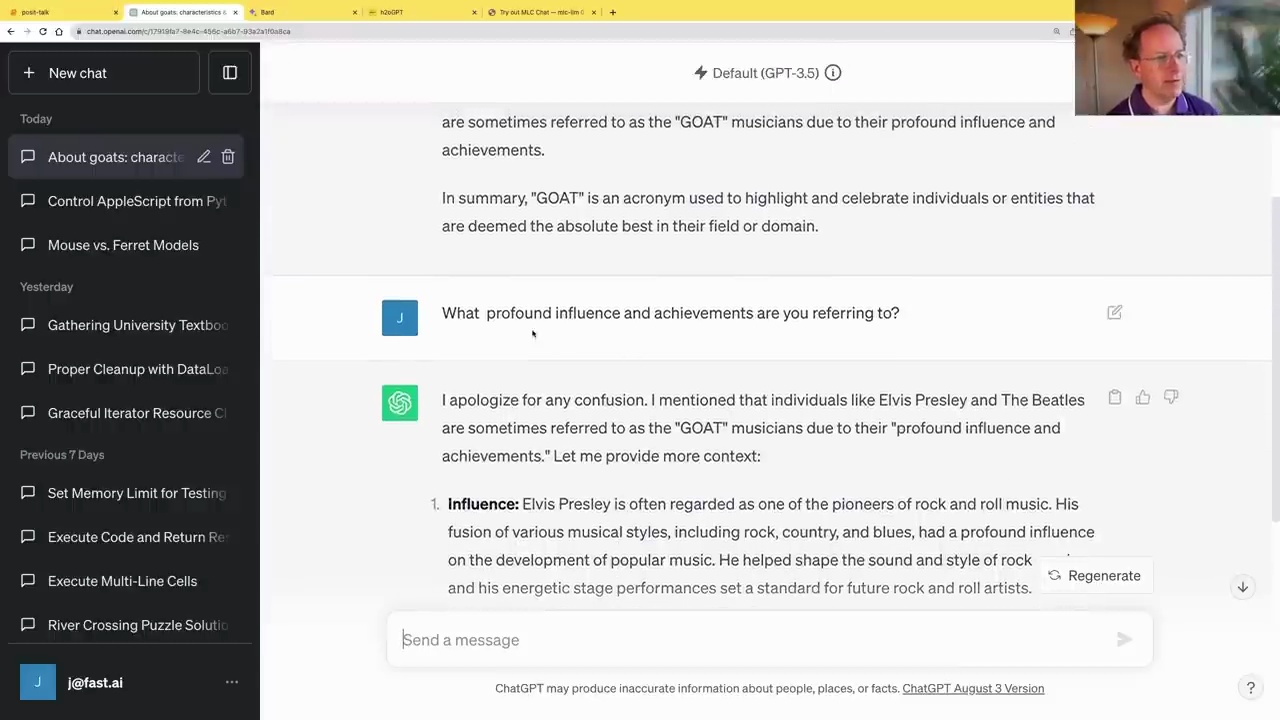 posit-talk
About goats: characteristics &
Bard
h2oGPT
Try out MLC Chat — mlc-llm 0
New chat
Default (GPT-3.5)
Today
About goats: characte
Control AppleScript from Pyt
Mouse vs. Ferret Models
Yesterday
Gathering University Textboo
Proper Cleanup with DataLoa
Graceful Iterator Resource Cl
Previous 7 Days
Set Memory Limit for Testing
Execute Code and Return Re
Execute Multi-Line Cells
River Crossing Puzzle Solutio
J
j@fast.ai
are sometimes referred to as the "GOAT" musicians due to their profound influence and
achievements.
In summary, "GOAT" is an acronym used to highlight and celebrate individuals or entities that
are deemed the absolute best in their field or domain.
J
What profound influence and achievements are you referring to?
I apologize for any confusion. I mentioned that individuals like Elvis Presley and The Beatles
are sometimes referred to as the "GOAT" musicians due to their "profound influence and
achievements." Let me provide more context:
1. Influence: Elvis Presley is often regarded as one of the pioneers of rock and roll music. His
fusion of various musical styles, including rock, country, and blues, had a profound influence
on the development of popular music. He helped shape the sound and style of rock
and his energetic stage performances set a standard for future rock and roll artists.
Regenerate
Send a message
ChatGPT may produce inaccurate information about people, places, or facts. ChatGPT August 3 Version
?